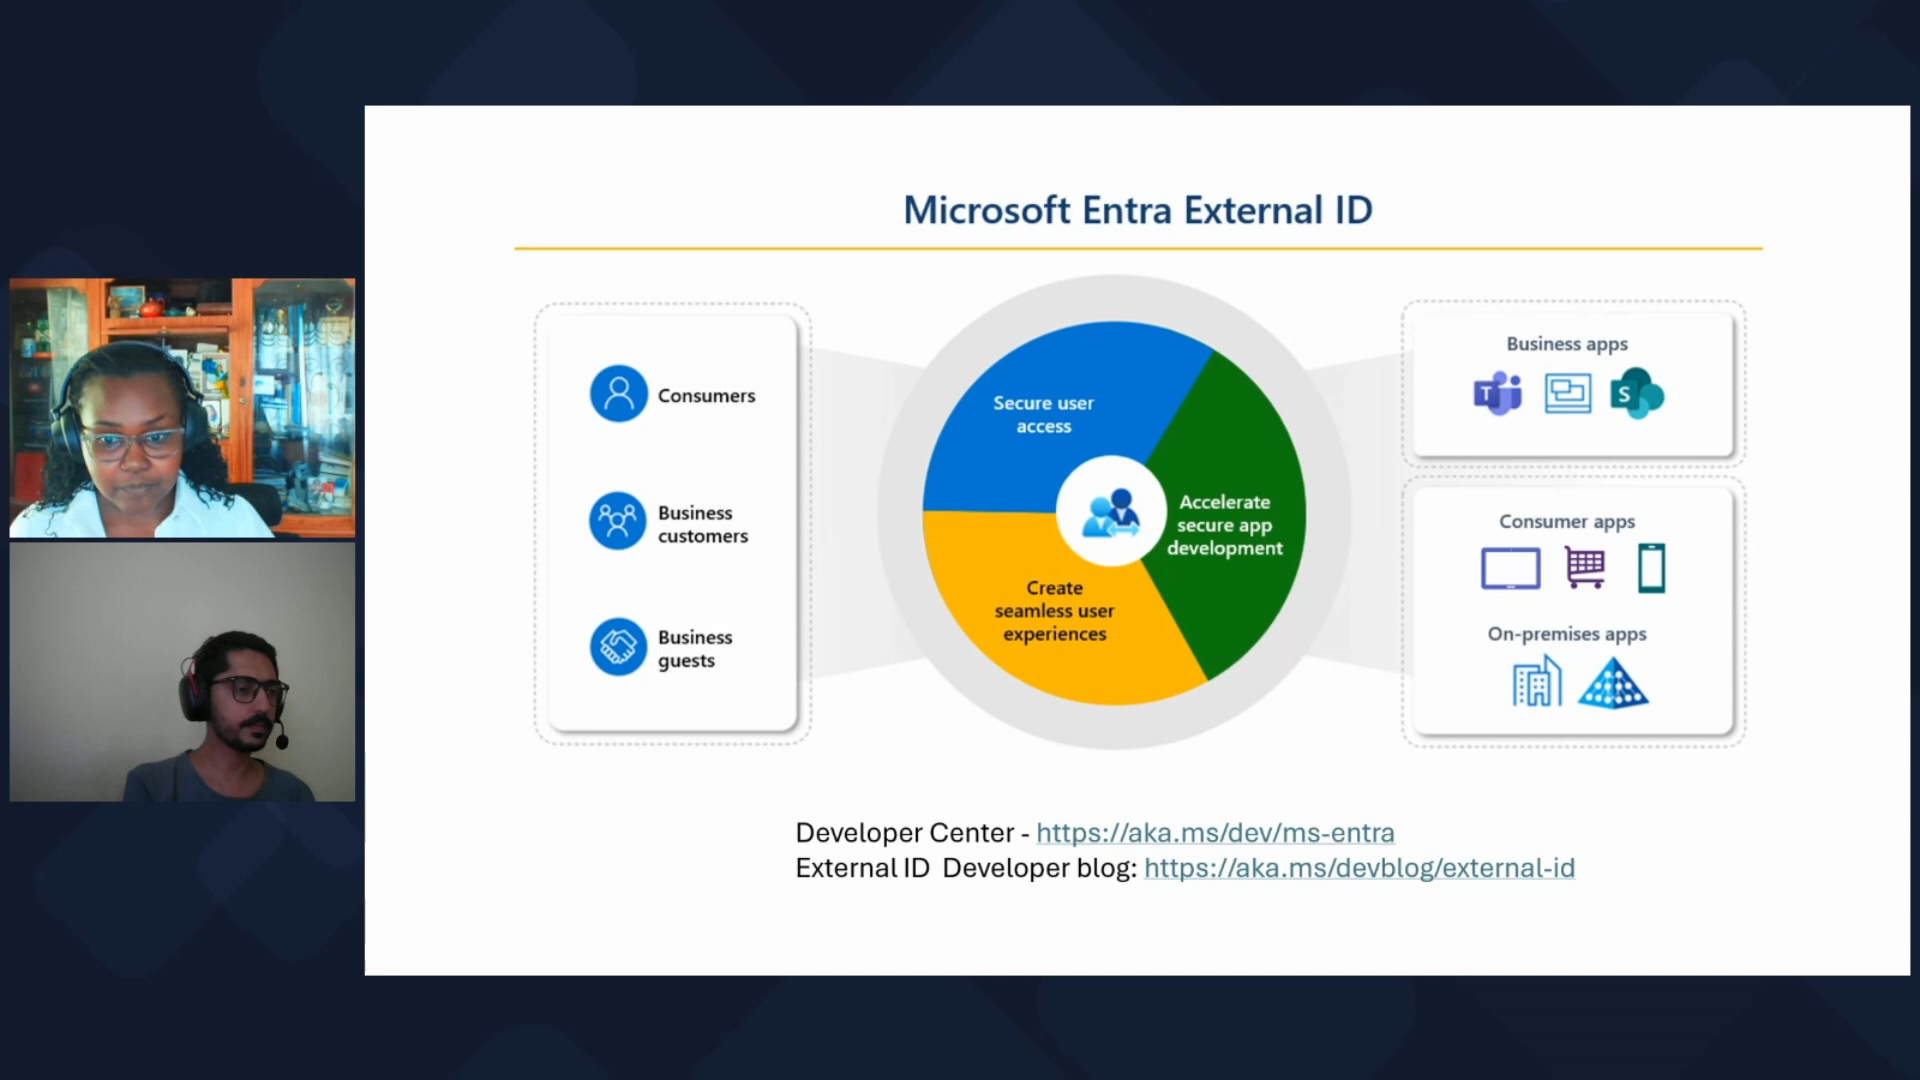 Microsoft Entra External ID
Consumers
Business
customers
Business
guests
Secure user
access
Accelerate
secure app
development
Create
seamless user
experiences
Business apps
T
S
Consumer apps
On-premises apps
Developer Center - https://aka.ms/dev/ms-entra
External ID  Developer blog: https://aka.ms/devblog/external-id